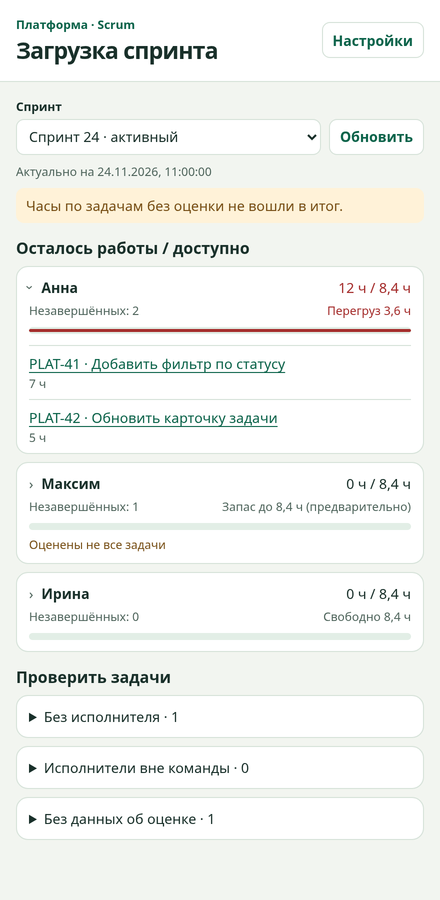 Платформа · Scrum
Загрузка спринта
Настройки
Спринт
Спринт 24 · активный
Обновить
Актуально на 24.11.2026, 11:00:00
Часы по задачам без оценки не вошли в итог.
Осталось работы / доступно
Анна
12 ч / 8,4 ч
Незавершённых: 2
Перегруз 3,6 ч
PLAT-41 · Добавить фильтр по статусу
7 ч
PLAT-42 · Обновить карточку задачи
5 ч
Максим
0 ч / 8,4 ч
Незавершённых: 1
Запас до 8,4 ч (предварительно)
Оценены не все задачи
Ирина
0 ч / 8,4 ч
Незавершённых: 0
Свободно 8,4 ч
Проверить задачи
Без исполнителя · 1
Исполнители вне команды · 0
Без данных об оценке · 1